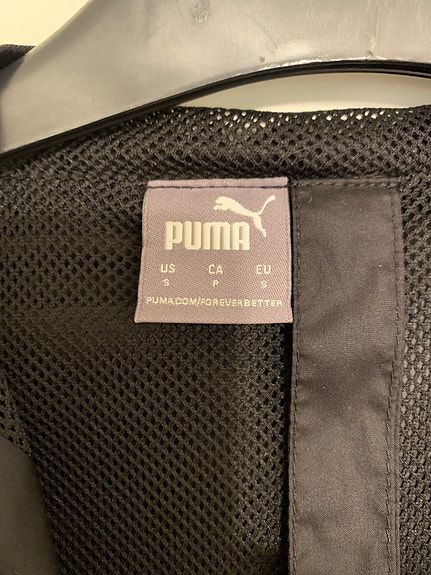 PUMA
US CA EU
S P S
PUMA.COM/FOREVERBETTER